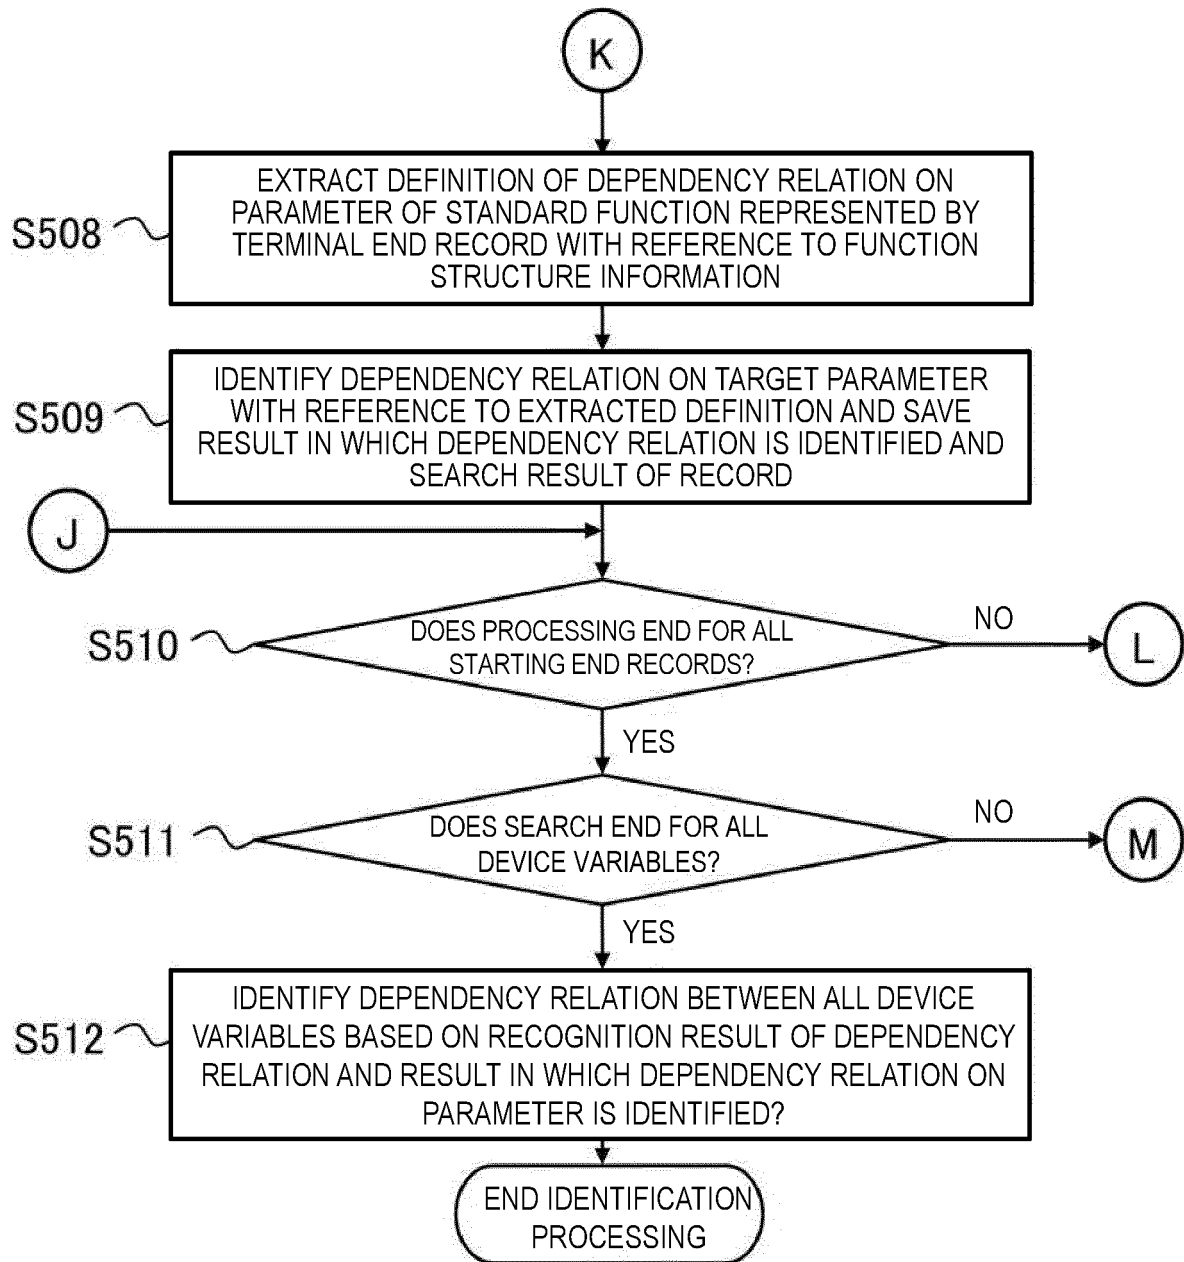 K
EXTRACT DEFINITION OF DEPENDENCY RELATION ON
PARAMETER OF STANDARD FUNCTION REPRESENTED BY
TERMINAL END RECORD WITH REFERENCE TO FUNCTION
STRUCTURE INFORMATION
S508
IDENTIFY DEPENDENCY RELATION ON TARGET PARAMETER
WITH REFERENCE TO EXTRACTED DEFINITION AND SAVE
RESULT IN WHICH DEPENDENCY RELATION IS IDENTIFIED AND
SEARCH RESULT OF RECORD
S509
J
DOES PROCESSING END FOR ALL
STARTING END RECORDS?
S510
NO
L
YES
DOES SEARCH END FOR ALL
DEVICE VARIABLES?
S511
NO
M
YES
IDENTIFY DEPENDENCY RELATION BETWEEN ALL DEVICE
VARIABLES BASED ON RECOGNITION RESULT OF DEPENDENCY
RELATION AND RESULT IN WHICH DEPENDENCY RELATION ON
PARAMETER IS IDENTIFIED?
S512
END IDENTIFICATION
PROCESSING